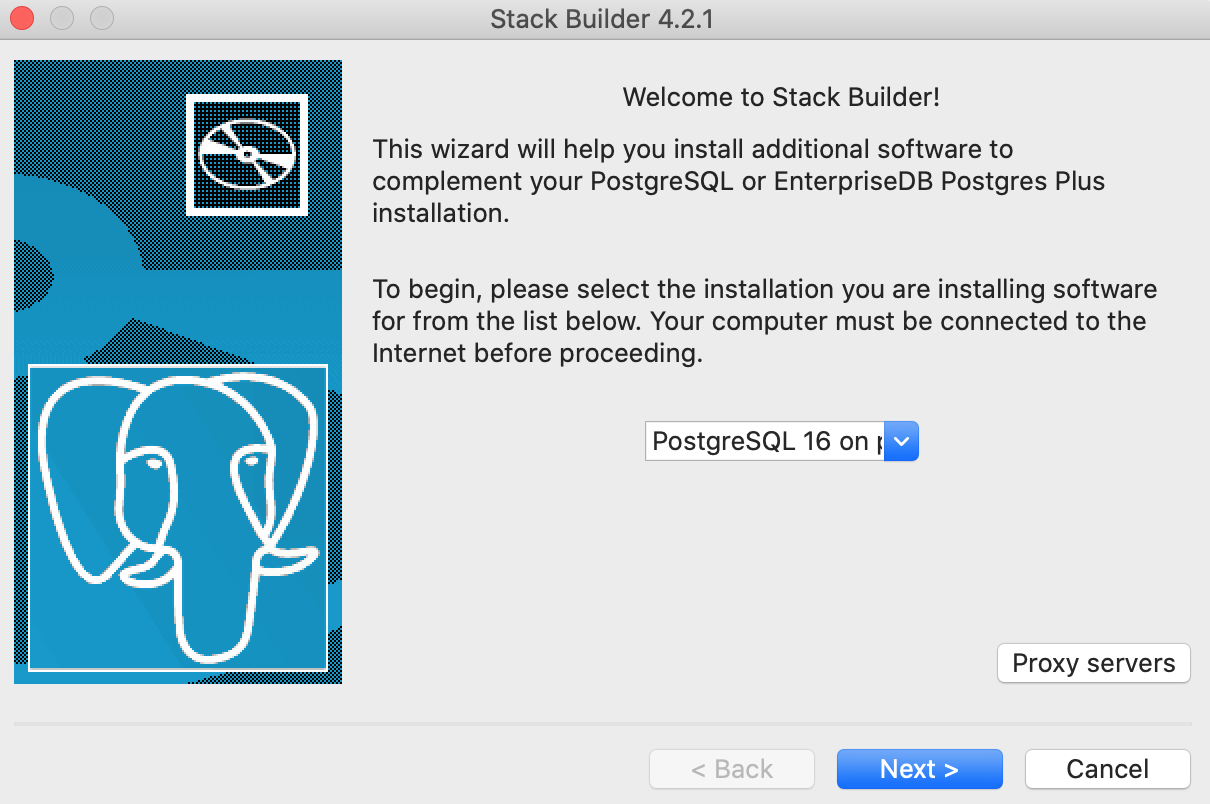 Stack Builder 4.2.1
Welcome to Stack Builder!
This wizard will help you install additional software to
complement your PostgreSQL or EnterpriseDB Postgres Plus
installation.
To begin, please select the installation you are installing software
for from the list below. Your computer must be connected to the
Internet before proceeding.
PostgreSQL 16 on
Proxy servers
< Back
Next >
Cancel